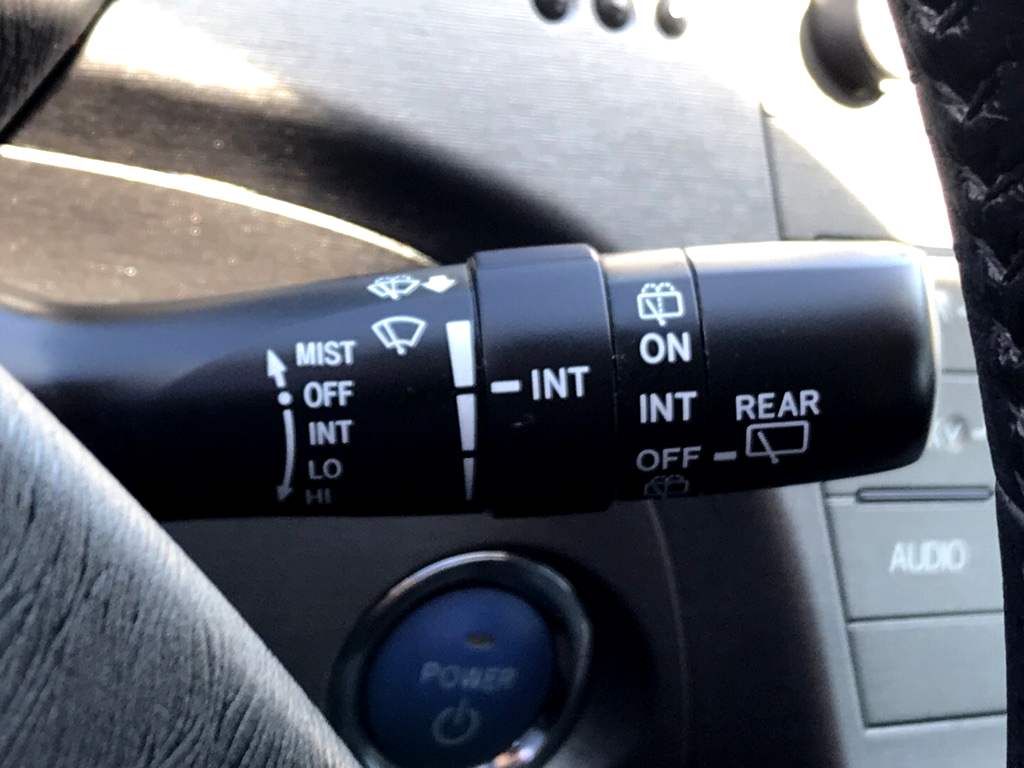 MIST
OFF
INT
LO
HI
INT
ON
INT
OFF
REAR
AUDIO
POWER